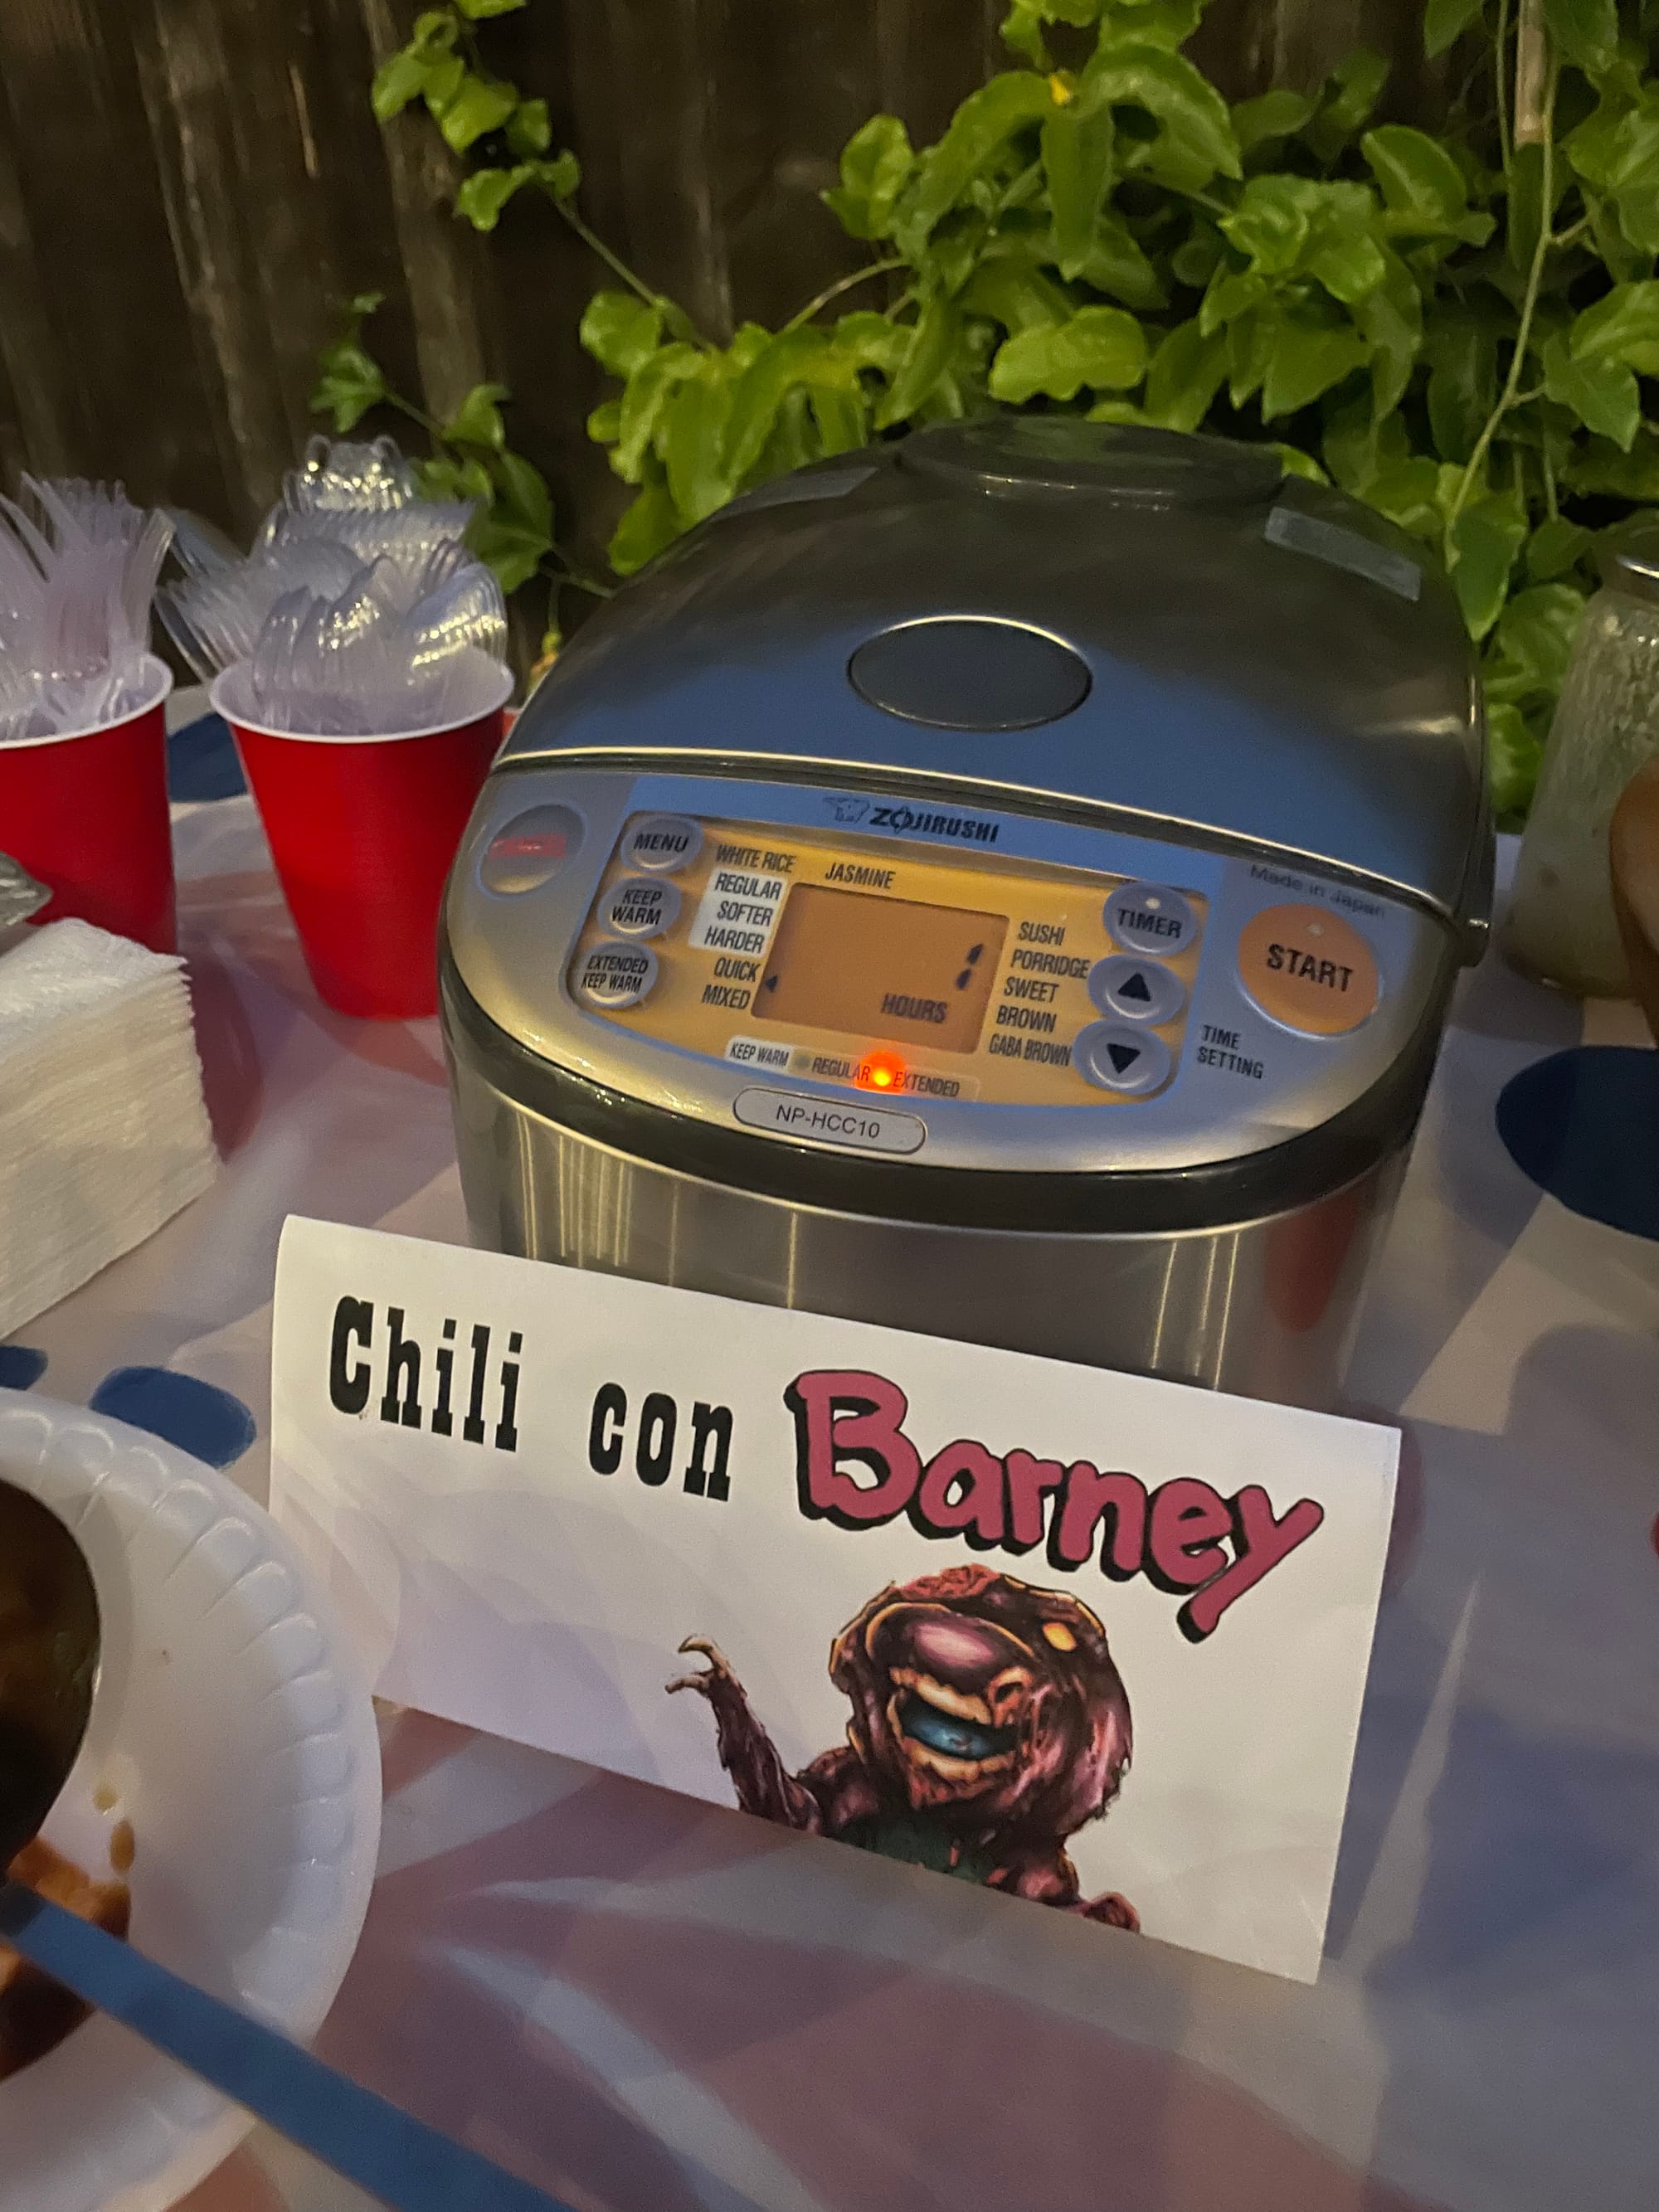 ZOJIRUSHI
Made in Japan
CANCEL
MENU
KEEP
WARM
EXTENDED
KEEP WARM
WHITE RICE
REGULAR
SOFTER
HARDER
QUICK
MIXED
JASMINE
1
HOURS
SUSHI
PORRIDGE
SWEET
BROWN
GABA BROWN
TIMER
START
TIME
SETTING
KEEP WARM REGULAR EXTENDED
NP-HCC10
Chili con Barney